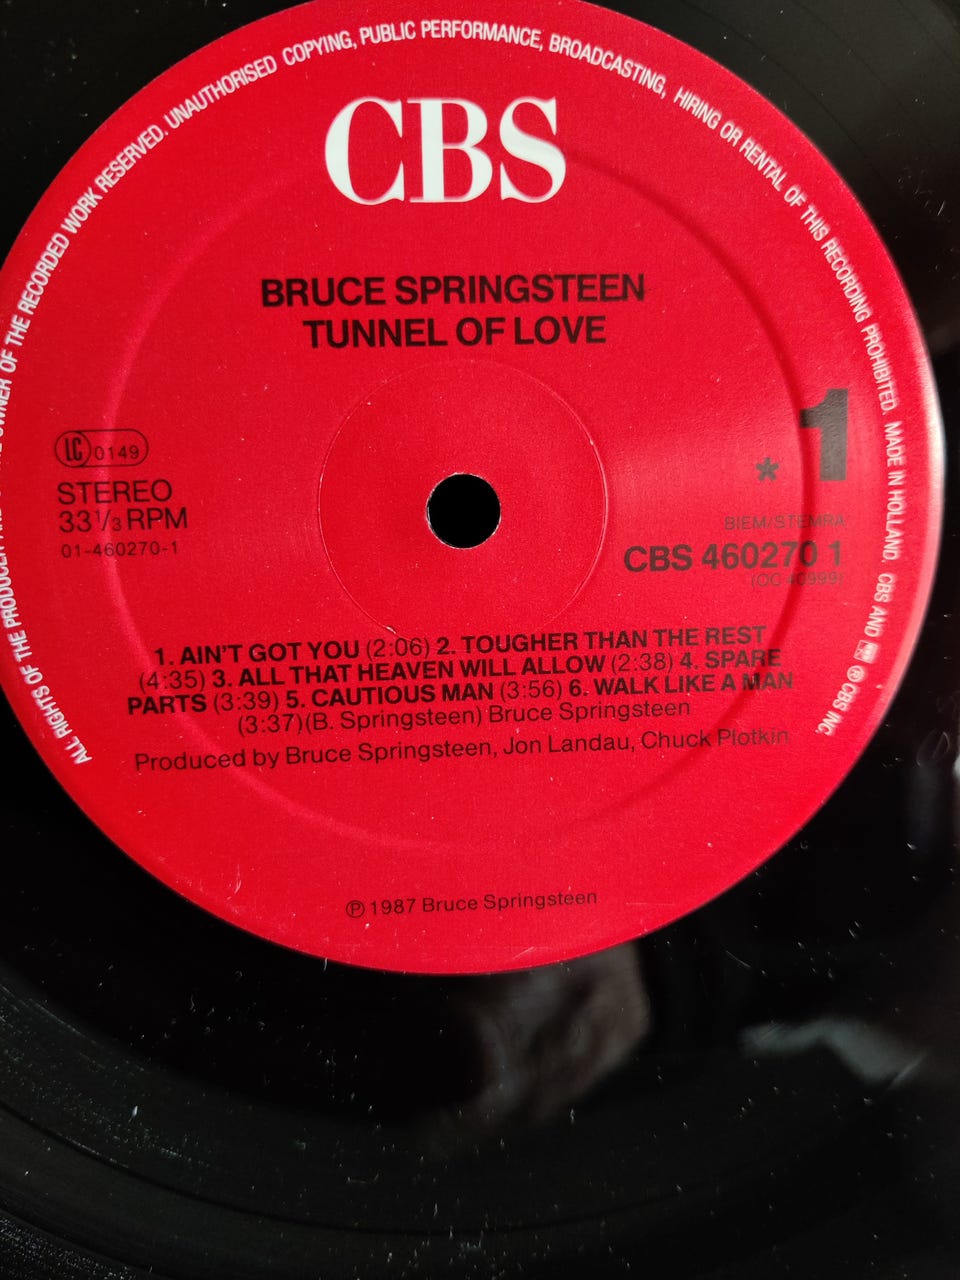 ALL RIGHTS OF THE PRODUCER AND OWNER OF THE RECORDED WORK RESERVED. UNAUTHORISED COPYING, PUBLIC PERFORMANCE, BROADCASTING, HIRING OR RENTAL OF THIS RECORDING PROHIBITED. MADE IN HOLLAND. CBS AND ® CBS INC.
CBS
BRUCE SPRINGSTEEN
TUNNEL OF LOVE
LC 0149
STEREO
33 1/3 RPM
01-460270-1
* 1
BIEM/STEMRA
CBS 460270 1
(OC 40999)
1. AIN'T GOT YOU (2:06) 2. TOUGHER THAN THE REST
(4:35) 3. ALL THAT HEAVEN WILL ALLOW (2:38) 4. SPARE
PARTS (3:39) 5. CAUTIOUS MAN (3:56) 6. WALK LIKE A MAN
(3:37)(B. Springsteen) Bruce Springsteen
Produced by Bruce Springsteen, Jon Landau, Chuck Plotkin
℗ 1987 Bruce Springsteen